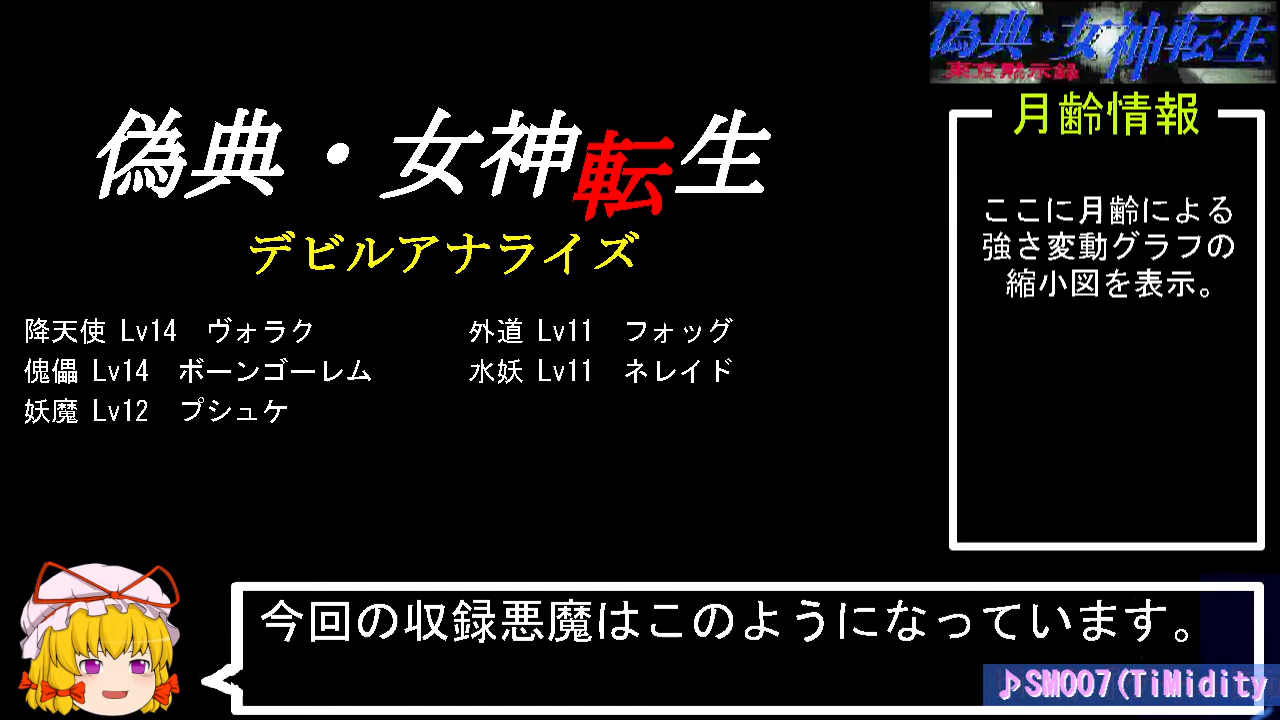 偽典・女神転生
東京黙示録
偽典・女神転生
デビルアナライズ
降天使 Lv14 ヴォラク
傀儡 Lv14 ボーンゴーレム
妖魔 Lv12 プシュケ
外道 Lv11 フォッグ
水妖 Lv11 ネレイド
月齢情報
ここに月齢による
強さ変動グラフの
縮小図を表示。
今回の収録悪魔はこのようになっています。
♪SM007(TiMidity